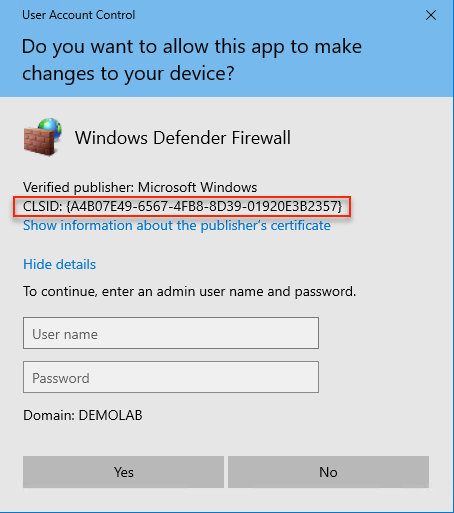 User Account Control
Do you want to allow this app to make
changes to your device?
Windows Defender Firewall
Verified publisher: Microsoft Windows
CLSID: {A4B07E49-6567-4FB8-8D39-01920E3B2357}
Show information about the publisher's certificate
Hide details
To continue, enter an admin user name and password.
User name
Password
Domain: DEMOLAB
Yes
No